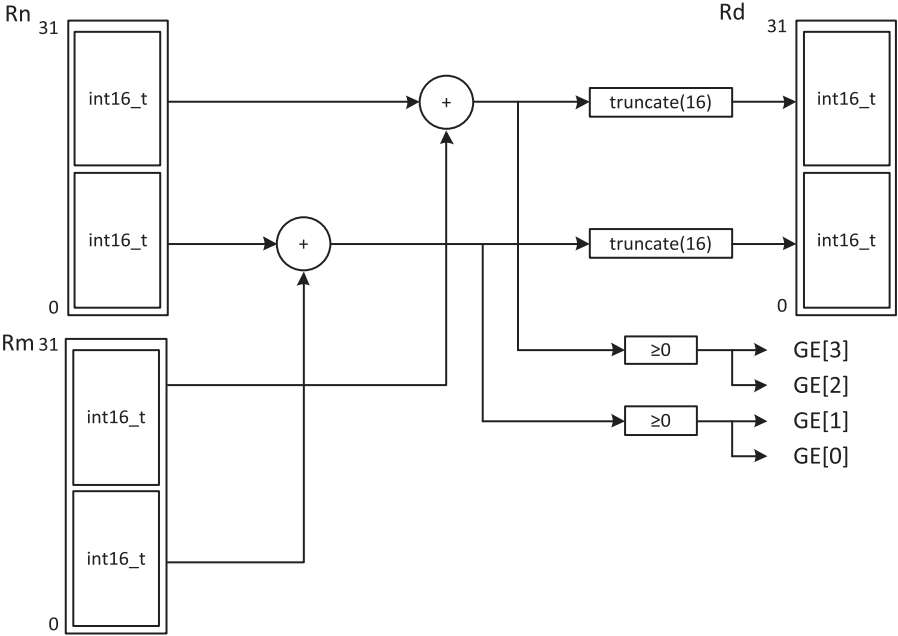 Rn
Rd
31
31
int16_t
+
truncate(16)
int16_t
int16_t
+
truncate(16)
int16_t
0
0
Rm
31
≥0
GE[3]
GE[2]
int16_t
≥0
GE[1]
GE[0]
int16_t
0